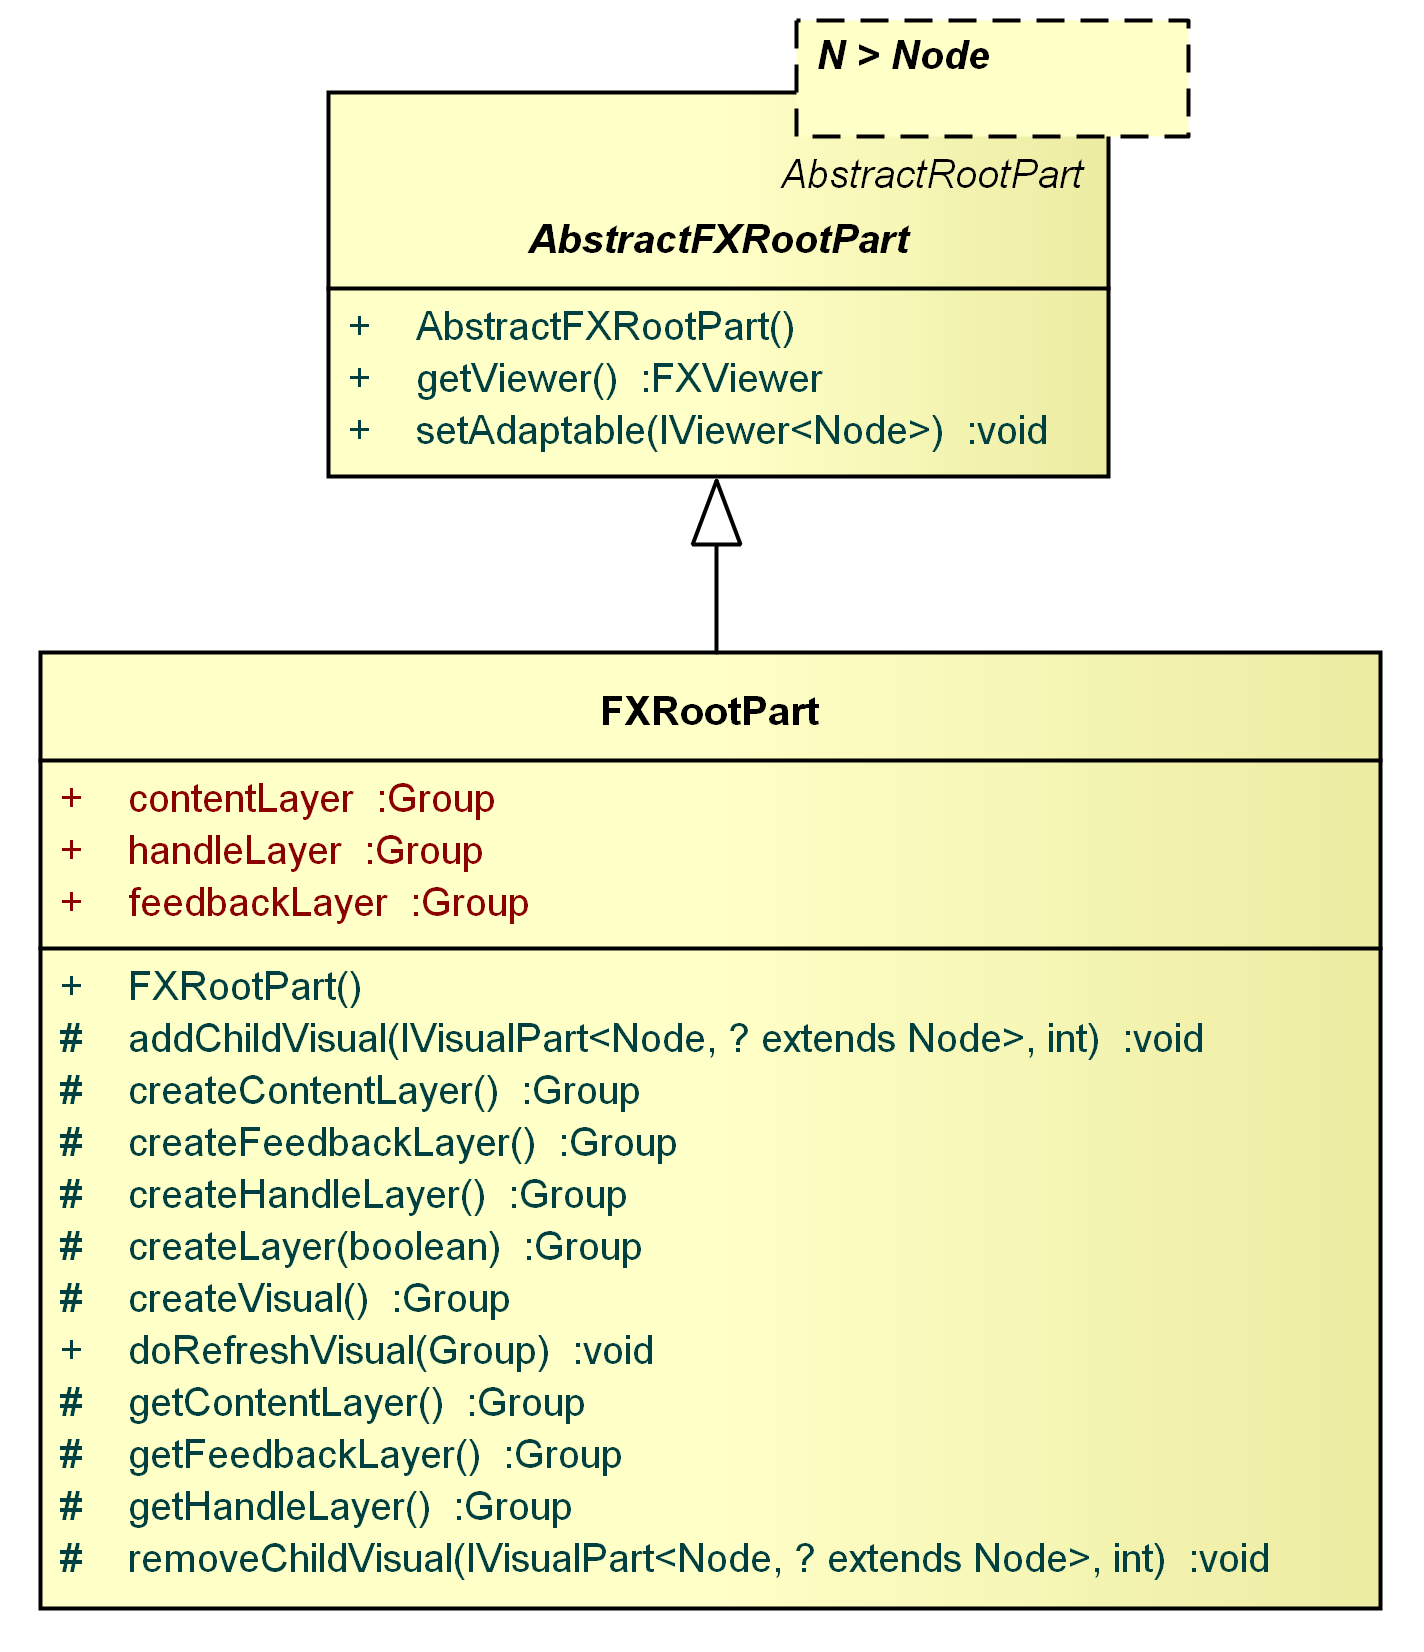 N > Node
AbstractRootPart
AbstractFXRootPart
+ AbstractFXRootPart()
+ getViewer() :FXViewer
+ setAdaptable(IViewer<Node>) :void
FXRootPart
+ contentLayer :Group
+ handleLayer :Group
+ feedbackLayer :Group
+ FXRootPart()
# addChildVisual(IVisualPart<Node, ? extends Node>, int) :void
# createContentLayer() :Group
# createFeedbackLayer() :Group
# createHandleLayer() :Group
# createLayer(boolean) :Group
# createVisual() :Group
+ doRefreshVisual(Group) :void
# getContentLayer() :Group
# getFeedbackLayer() :Group
# getHandleLayer() :Group
# removeChildVisual(IVisualPart<Node, ? extends Node>, int) :void